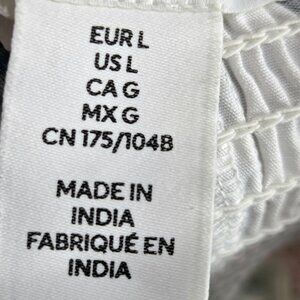 EUR L
US L
CA G
MX G
CN 175/104B
MADE IN
INDIA
FABRIQUÉ EN
INDIA